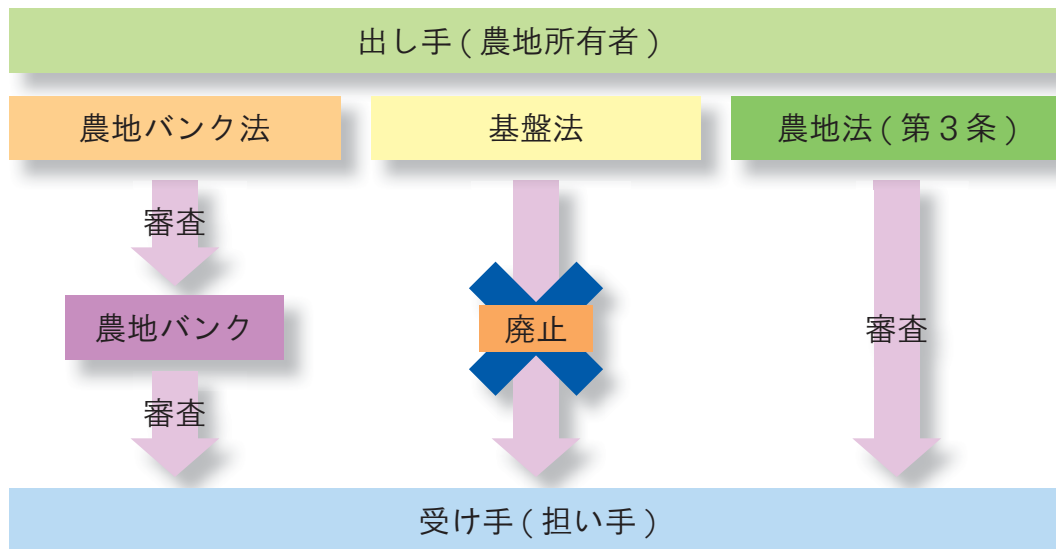 出し手 ( 農地所有者 )
農地バンク法
基盤法
農地法 ( 第３条 )
審査
農地バンク
廃止
審査
審査
受け手 ( 担い手 )